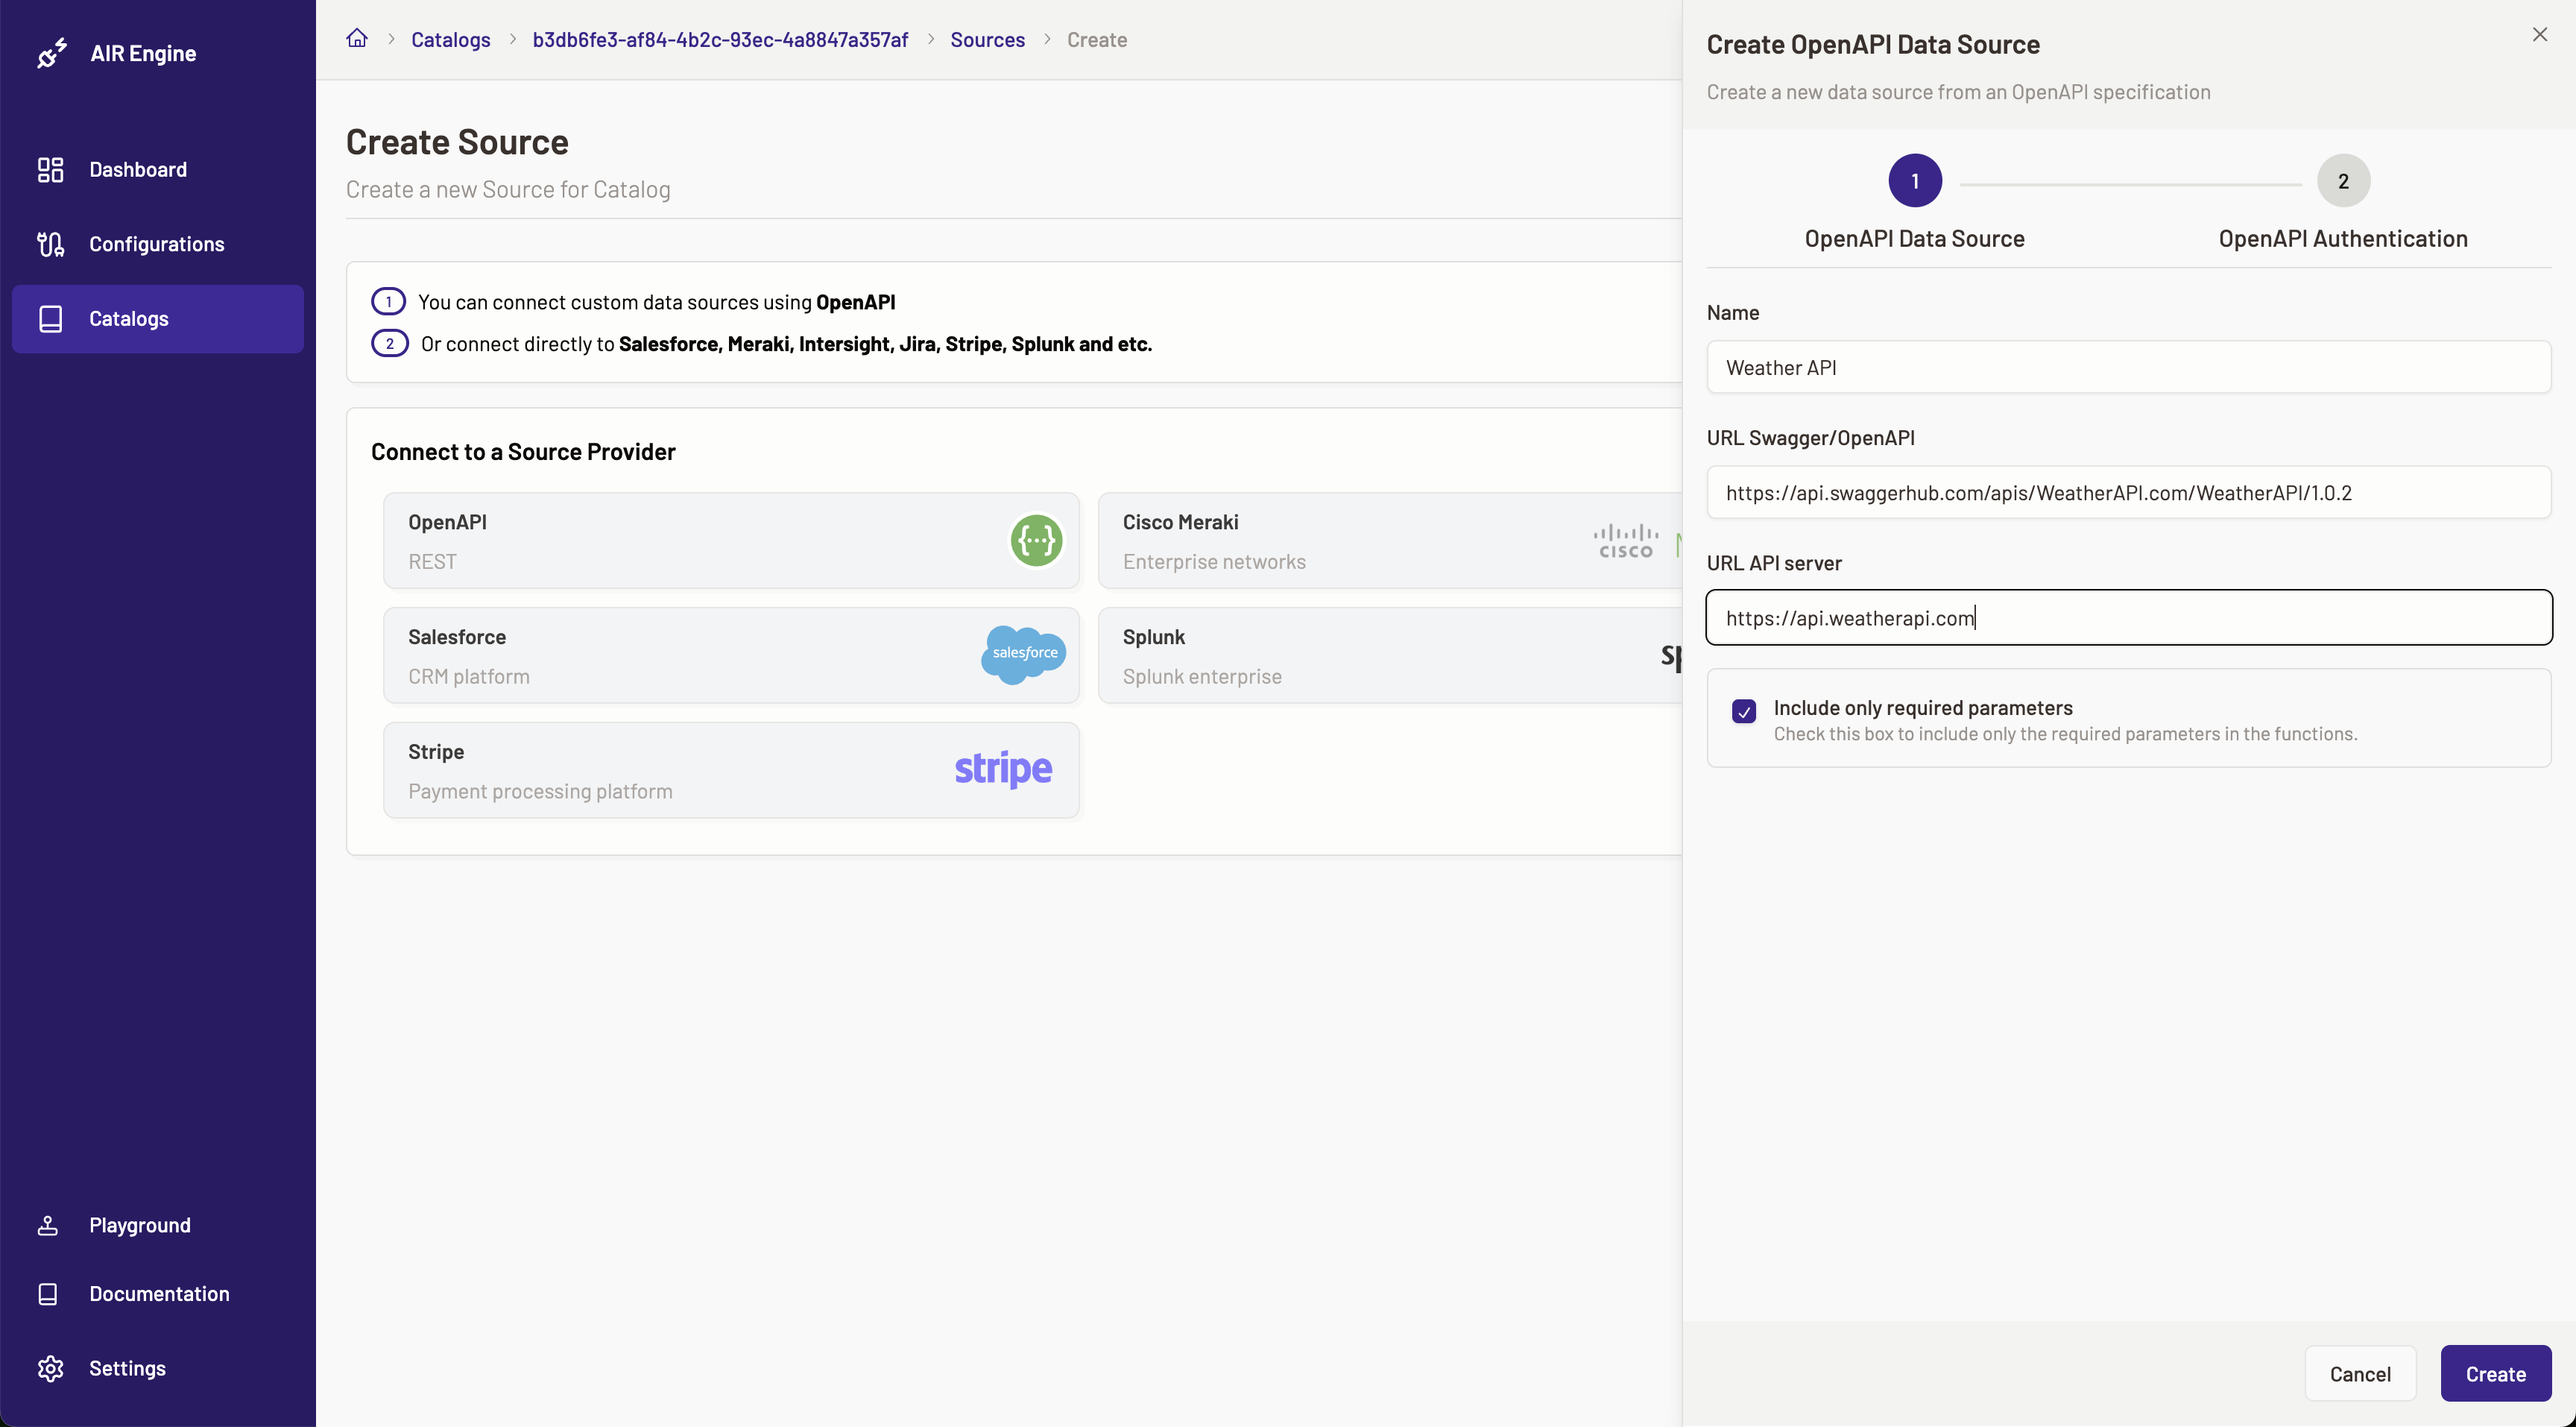 AIR Engine
Dashboard
Configurations
Catalogs
Playground
Documentation
Settings
Catalogs > b3db6fe3-af84-4b2c-93ec-4a8847a357af > Sources > Create
Create Source
Create a new Source for Catalog
1 You can connect custom data sources using OpenAPI
2 Or connect directly to Salesforce, Meraki, Intersight, Jira, Stripe, Splunk and etc.
Connect to a Source Provider
OpenAPI
REST
{...}
Cisco Meraki
Enterprise networks
CISCO
Salesforce
CRM platform
salesforce
Splunk
Splunk enterprise
sp
Stripe
Payment processing platform
stripe
Create OpenAPI Data Source
Create a new data source from an OpenAPI specification
1
OpenAPI Data Source
2
OpenAPI Authentication
Name
Weather API
URL Swagger/OpenAPI
https://api.swaggerhub.com/apis/WeatherAPI.com/WeatherAPI/1.0.2
URL API server
https://api.weatherapi.com
Include only required parameters
Check this box to include only the required parameters in the functions.
Cancel
Create